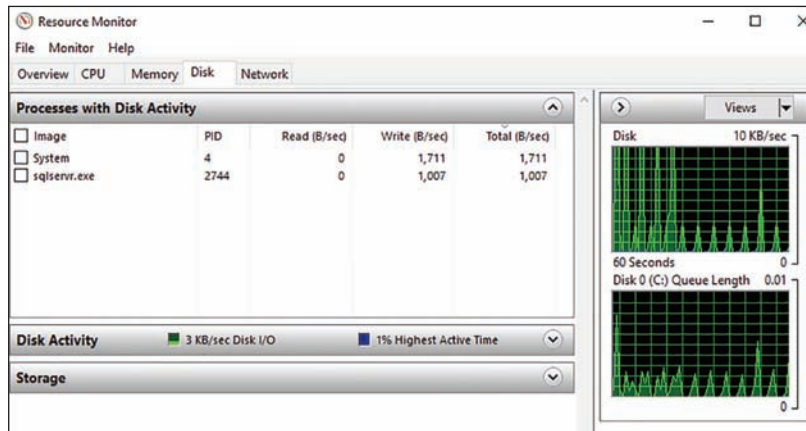 Resource Monitor
File Monitor Help
Overview CPU Memory Disk Network
Processes with Disk Activity
Image PID Read (B/sec) Write (B/sec) Total (B/sec)
System 4 0 1,711 1,711
sqlservr.exe 2744 0 1,007 1,007
Disk Activity 3 KB/sec Disk I/O 1% Highest Active Time
Storage
Views
Disk 10 KB/sec
60 Seconds 0
Disk 0 (C:) Queue Length 0.01
0